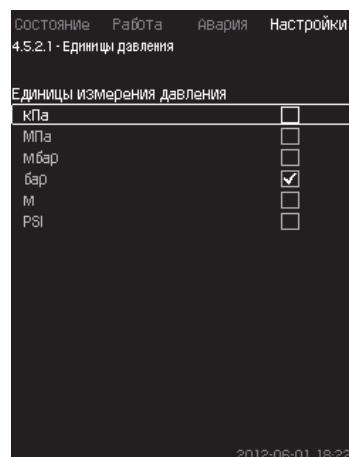 Состояние Работа Авария Настройки
4.5.2.1 - Единицы давления
Единицы измерения давления
кПа
МПа
мбар
бар
м
PSI
2012-06-01 18:22